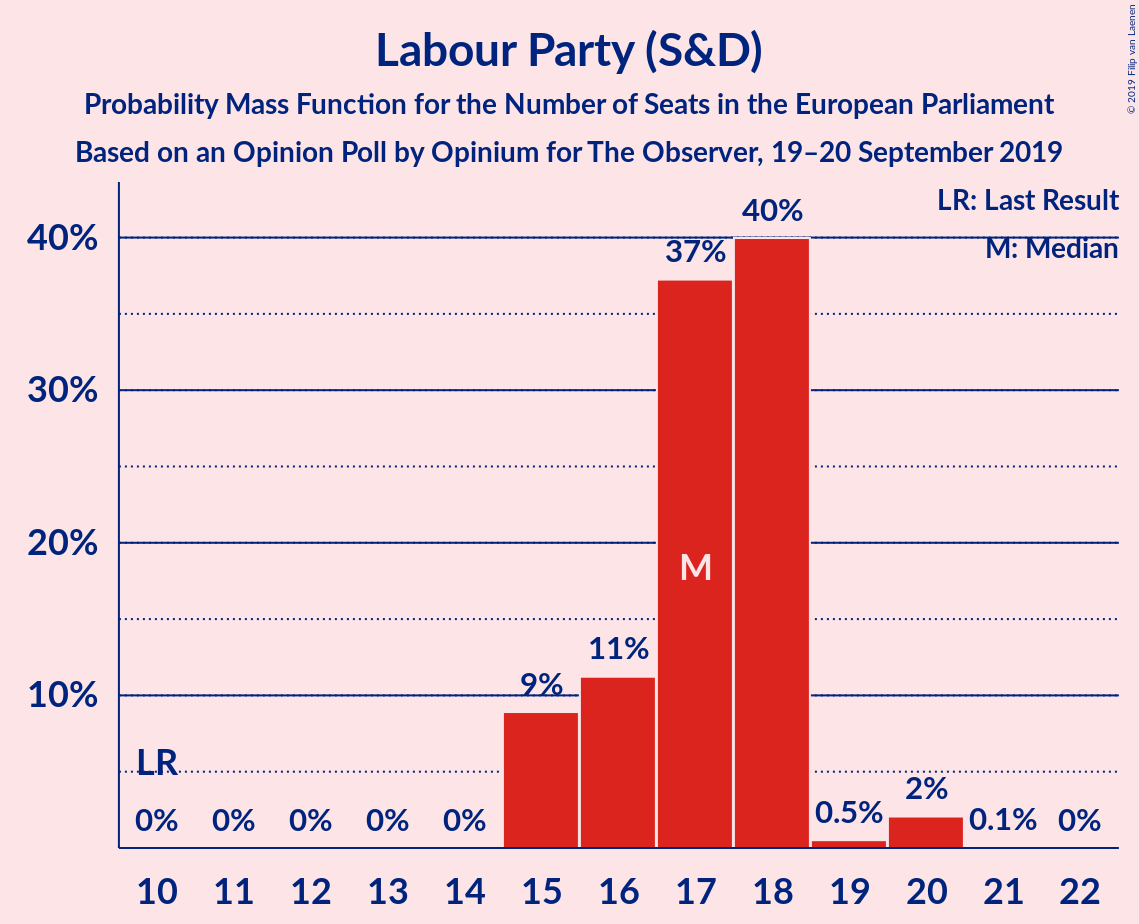 Labour Party (S&D)
Probability Mass Function for the Number of Seats in the European Parliament
Based on an Opinion Poll by Opinium for The Observer, 19–20 September 2019
© 2019 Filip van Laenen
LR: Last Result
M: Median
40%
30%
20%
10%
LR
0%
0%
0%
0%
0%
9%
11%
37%
M
40%
0.5%
2%
0.1%
0%
10 11 12 13 14 15 16 17 18 19 20 21 22